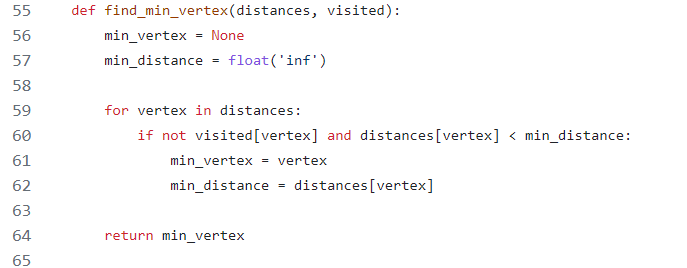 55    def find_min_vertex(distances, visited):
56        min_vertex = None
57        min_distance = float('inf')
58
59        for vertex in distances:
60            if not visited[vertex] and distances[vertex] < min_distance:
61                min_vertex = vertex
62                min_distance = distances[vertex]
63
64        return min_vertex
65